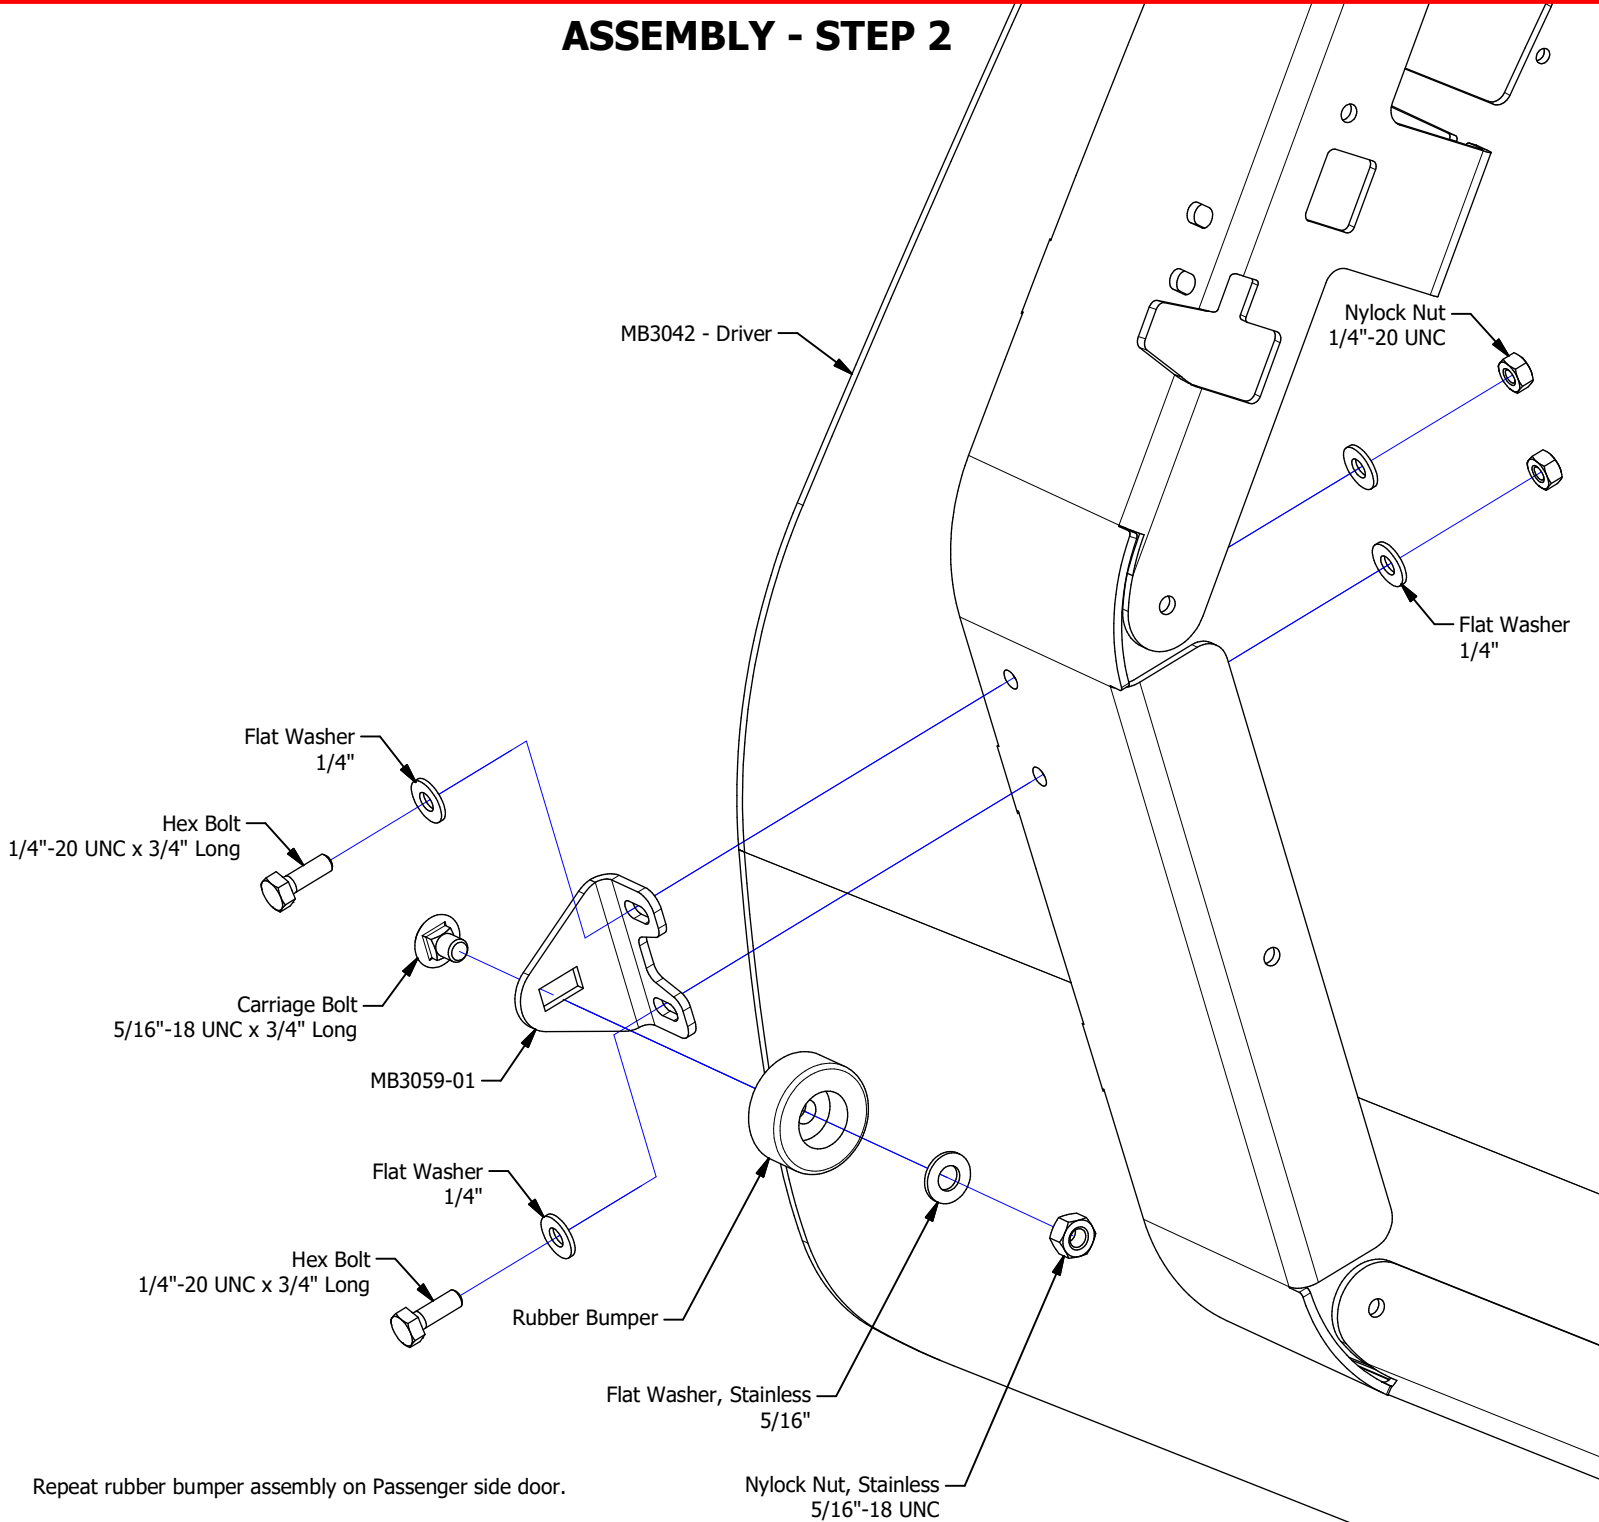 ASSEMBLY - STEP 2
MB3042 - Driver
Nylock Nut
1/4"-20 UNC
Flat Washer
1/4"
Flat Washer
1/4"
Hex Bolt
1/4"-20 UNC x 3/4" Long
Carriage Bolt
5/16"-18 UNC x 3/4" Long
MB3059-01
Flat Washer
1/4"
Hex Bolt
1/4"-20 UNC x 3/4" Long
Rubber Bumper
Flat Washer, Stainless
5/16"
Nylock Nut, Stainless
5/16"-18 UNC
Repeat rubber bumper assembly on Passenger side door.